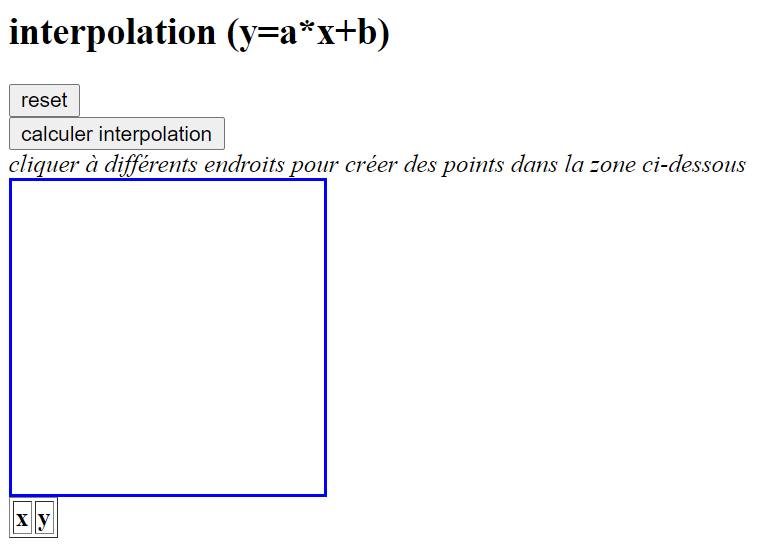 interpolation (y=a*x+b)
reset
calculer interpolation
cliquer à différents endroits pour créer des points dans la zone ci-dessous
x y